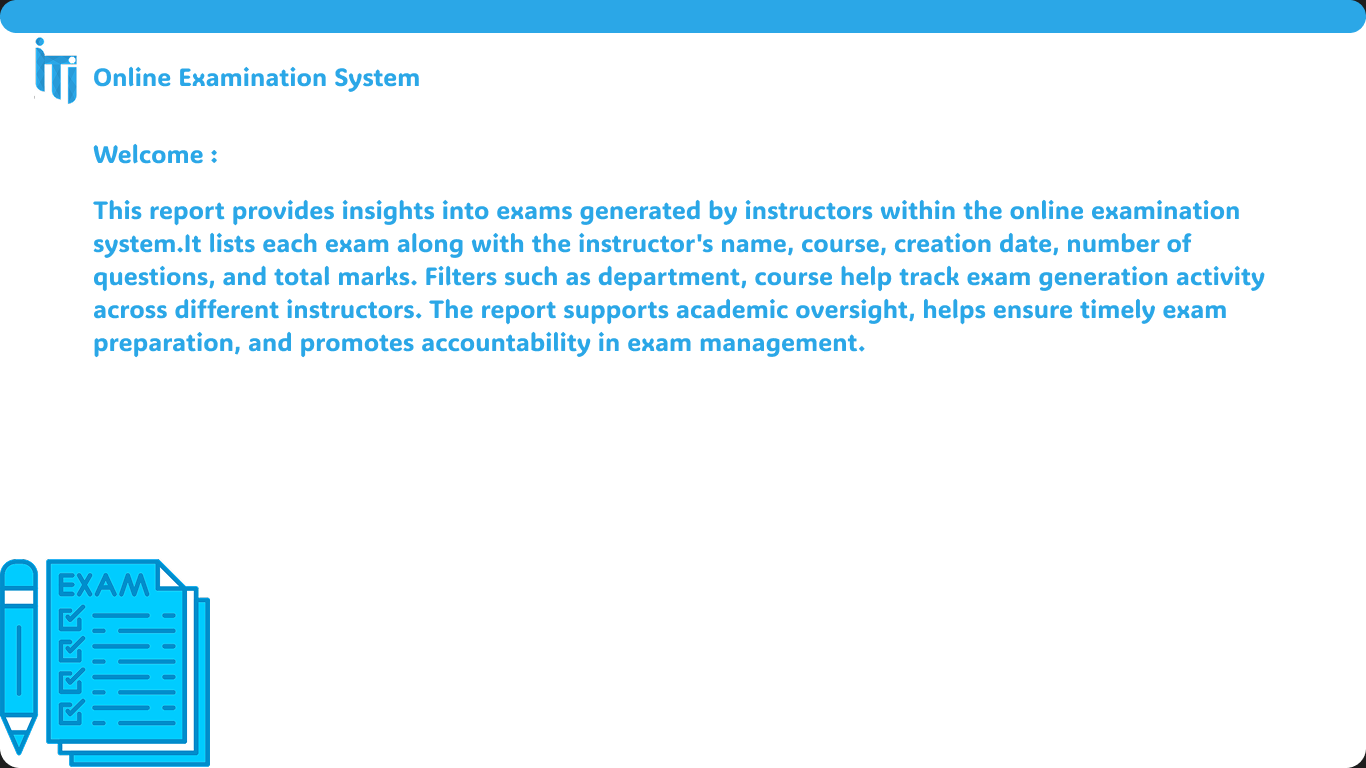 iTi
Online Examination System
Welcome :
This report provides insights into exams generated by instructors within the online examination
system.It lists each exam along with the instructor's name, course, creation date, number of
questions, and total marks. Filters such as department, course help track exam generation activity
across different instructors. The report supports academic oversight, helps ensure timely exam
preparation, and promotes accountability in exam management.
EXAM